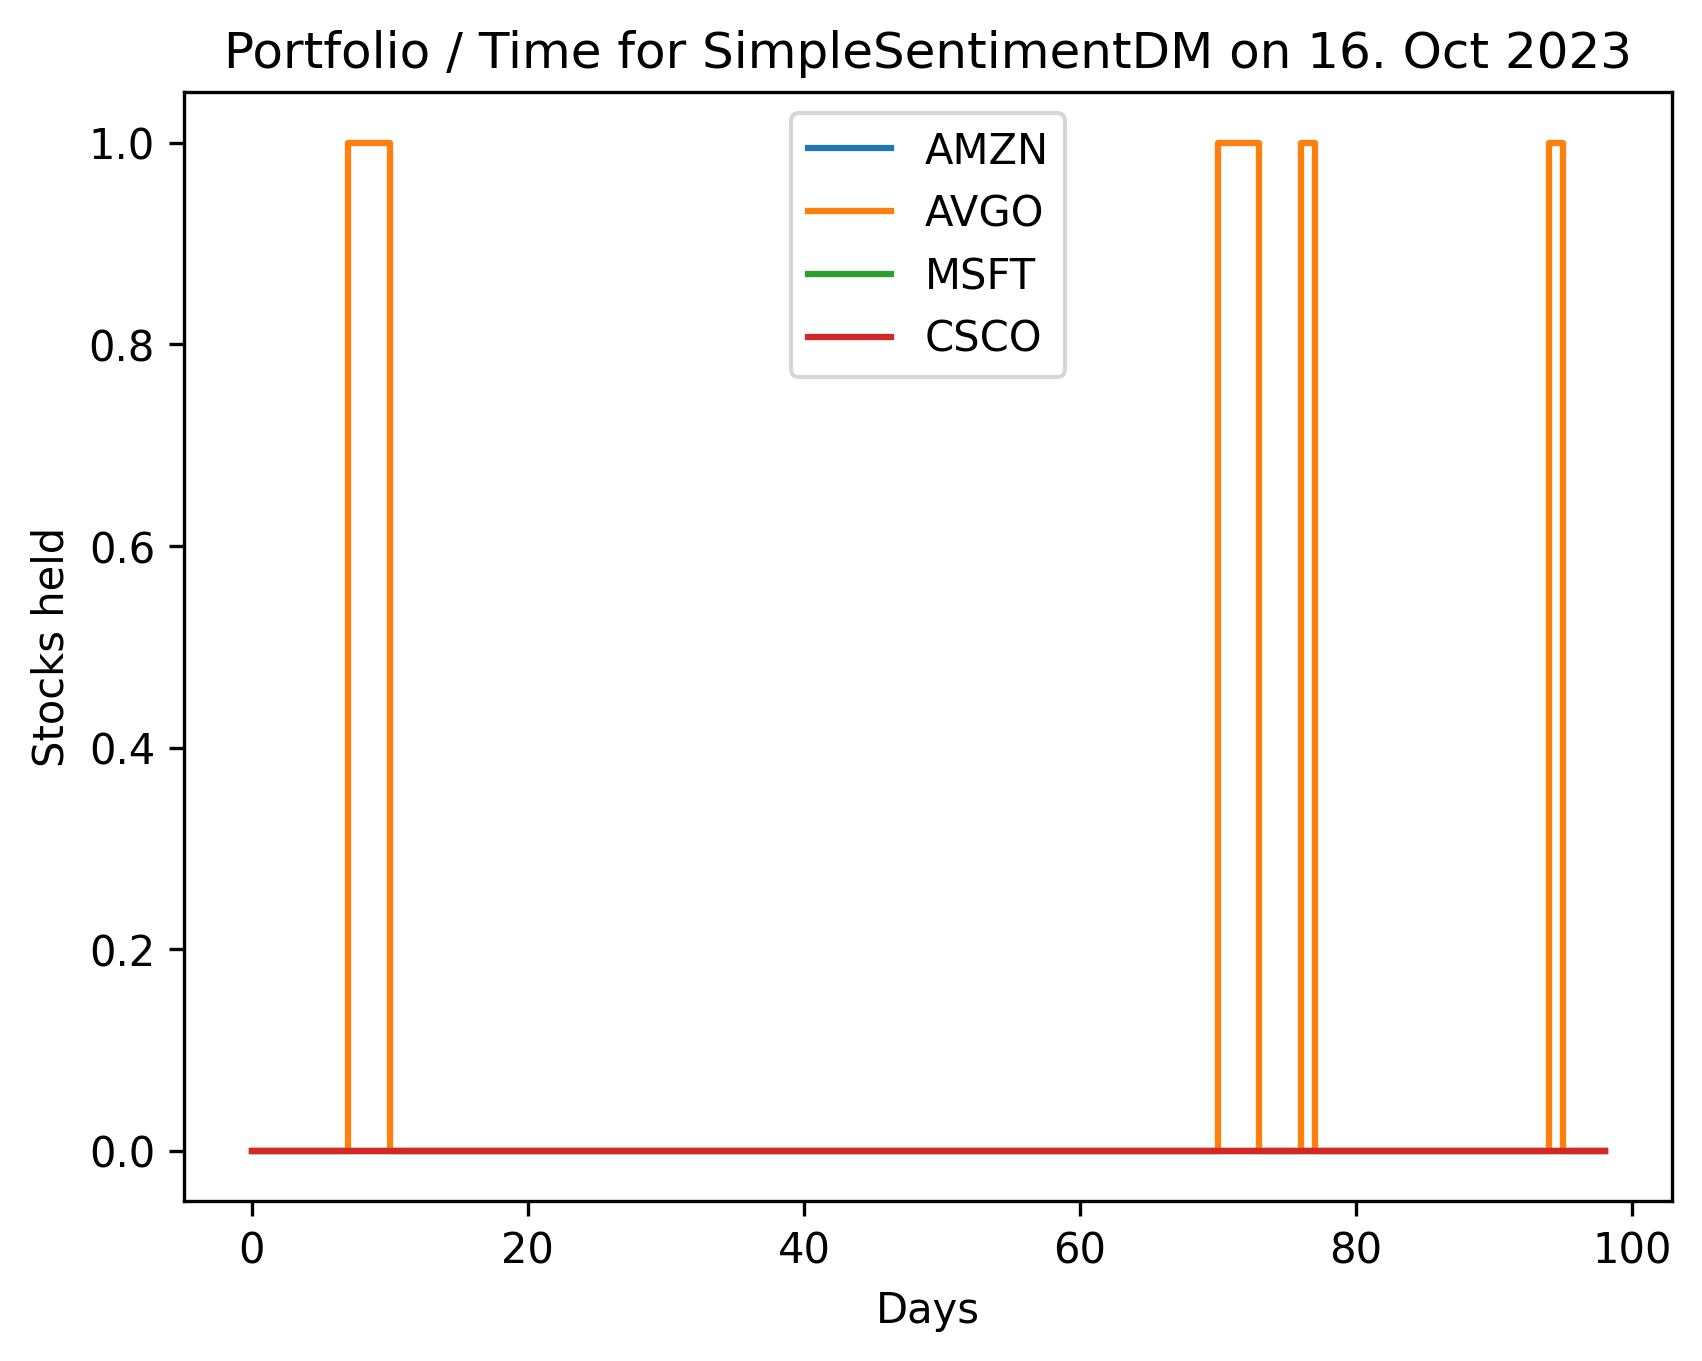 Portfolio / Time for SimpleSentimentDM on 16. Oct 2023
AMZN
AVGO
MSFT
CSCO
1.0
0.8
0.6
0.4
0.2
0.0
Stocks held
0 20 40 60 80 100
Days